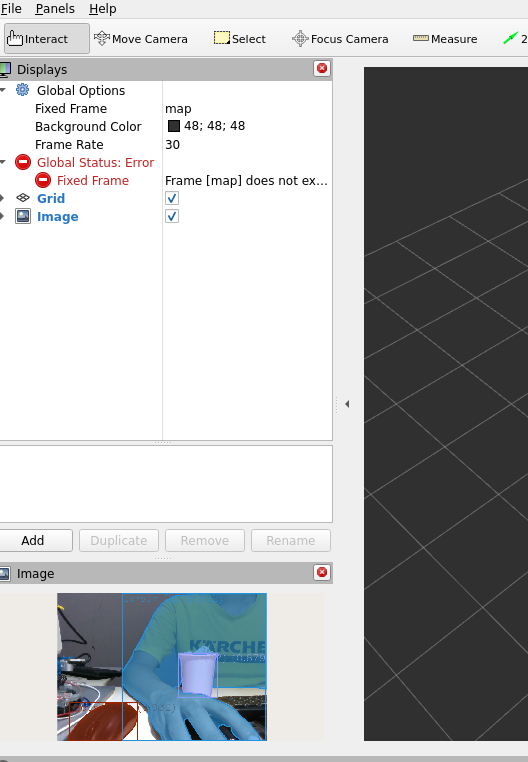 File Panels Help
Interact Move Camera Select Focus Camera Measure 2
Displays
Global Options
Fixed Frame map
Background Color 48; 48; 48
Frame Rate 30
Global Status: Error
Fixed Frame Frame [map] does not ex...
Grid
Image
Add Duplicate Remove Rename
Image
KÄRCHE